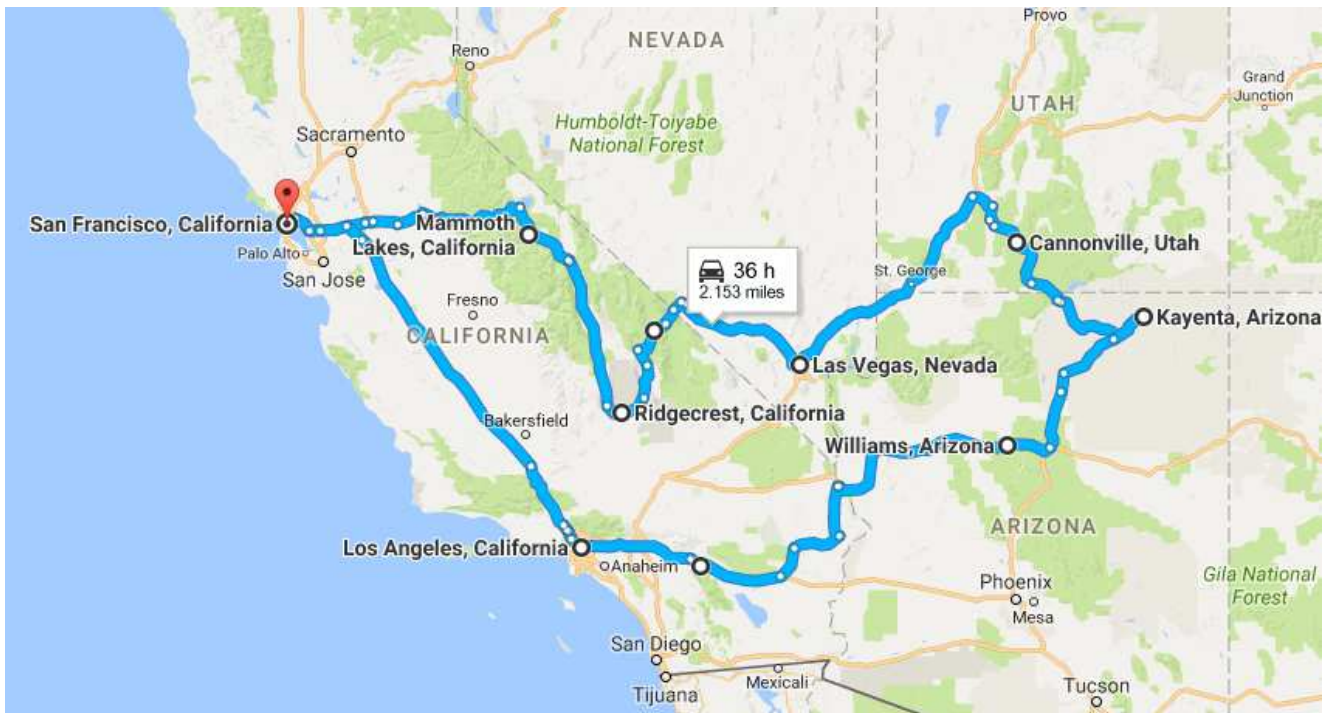 Provo
NEVADA
Reno
Grand
Junction
UTAH
Humboldt-Toiyabe
National Forest
Sacramento
San Francisco, California
Mammoth
Lakes, California
Cannonville, Utah
Palo Alto
San Jose
36 h
2.153 miles
St. George
Fresno
CALIFORNIA
Kayenta, Arizona
Las Vegas, Nevada
Ridgecrest, California
Bakersfield
Williams, Arizona
ARIZONA
Los Angeles, California
Anaheim
Phoenix
Mesa
Gila National
Forest
San Diego
Tijuana
Mexicali
Tucson